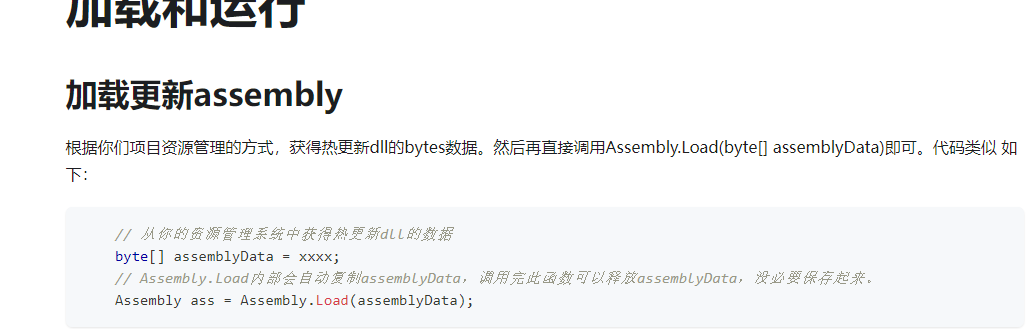 加载和运行
加载更新assembly
根据你们项目资源管理的方式，获得热更新dll的bytes数据。然后再直接调用Assembly.Load(byte[] assemblyData)即可。代码类似 如
下：
// 从你的资源管理系统中获得热更新dll的数据
byte[] assemblyData = xxxx;
// Assembly.Load内部会自动复制assemblyData，调用完此函数可以释放assemblyData，没必要保存起来。
Assembly ass = Assembly.Load(assemblyData);